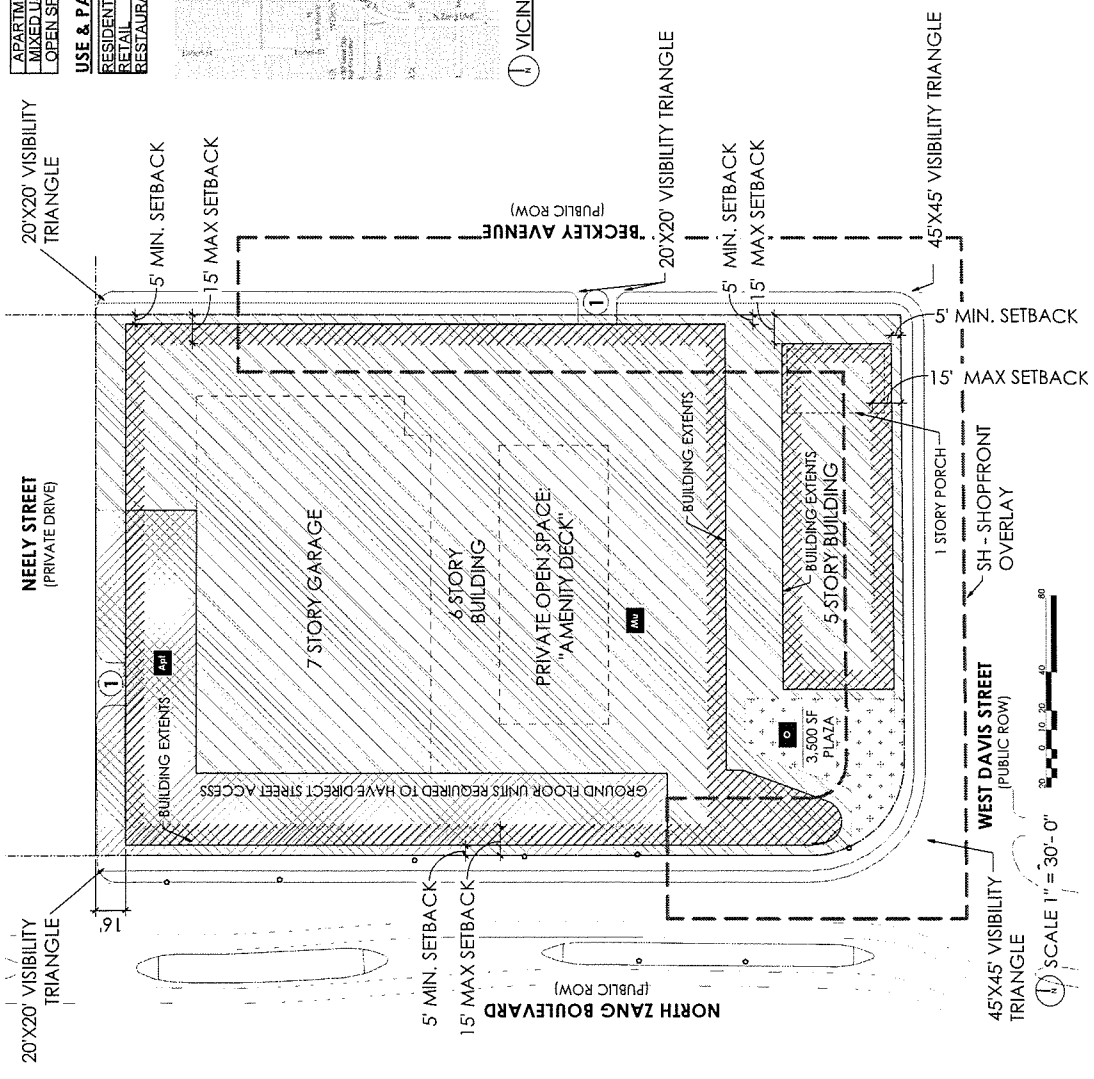 APARTM
MIXED U
OPEN SE
USE & PA
RESIDENT
RETAIL
RESTAURA
VICIN
20'X20' VISIBILITY
TRIANGLE
NEELY STREET
(PRIVATE DRIVE)
20'X20' VISIBILITY
TRIANGLE
16'
5' MIN. SETBACK
15' MAX SETBACK
1
Apt
BUILDING EXTENTS
7 STORY GARAGE
6 STORY
BUILDING
PRIVATE OPEN SPACE:
"AMENITY DECK"
Mu
GROUND FLOOR UNITS REQUIRED TO HAVE DIRECT STREET ACCESS
BECKLEY AVENUE
(PUBLIC ROW)
1
20'X20' VISIBILITY TRIANGLE
BUILDING EXTENTS
5' MIN. SETBACK
15' MAX SETBACK
45'X45' VISIBILITY TRIANGLE
5' MIN. SETBACK
15' MAX SETBACK
BUILDING EXTENTS
5 STORY BUILDING
1 STORY PORCH
SH - SHOPFRONT
OVERLAY
O
3,500 SF
PLAZA
5' MIN. SETBACK
15' MAX SETBACK
NORTH ZANG BOULEVARD
(PUBLIC ROW)
WEST DAVIS STREET
(PUBLIC ROW)
45'X45' VISIBILITY
TRIANGLE
N
SCALE 1" = 30'- 0"
20 0 10 20 40 80